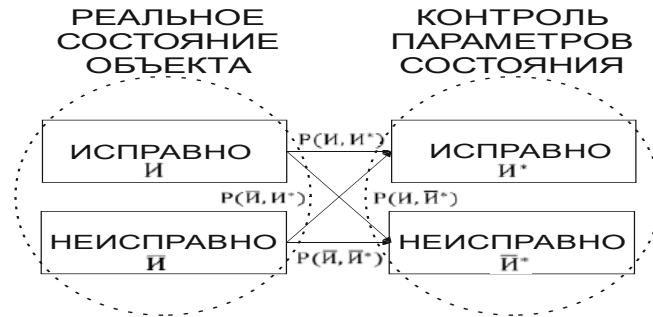 РЕАЛЬНОЕ
СОСТОЯНИЕ
ОБЪЕКТА
КОНТРОЛЬ
ПАРАМЕТРОВ
СОСТОЯНИЯ
ИСПРАВНО
И
P(И, И*)
ИСПРАВНО
И*
P(И̅, И*)
P(И, И̅*)
НЕИСПРАВНО
И̅
P(И̅, И̅*)
НЕИСПРАВНО
И̅*